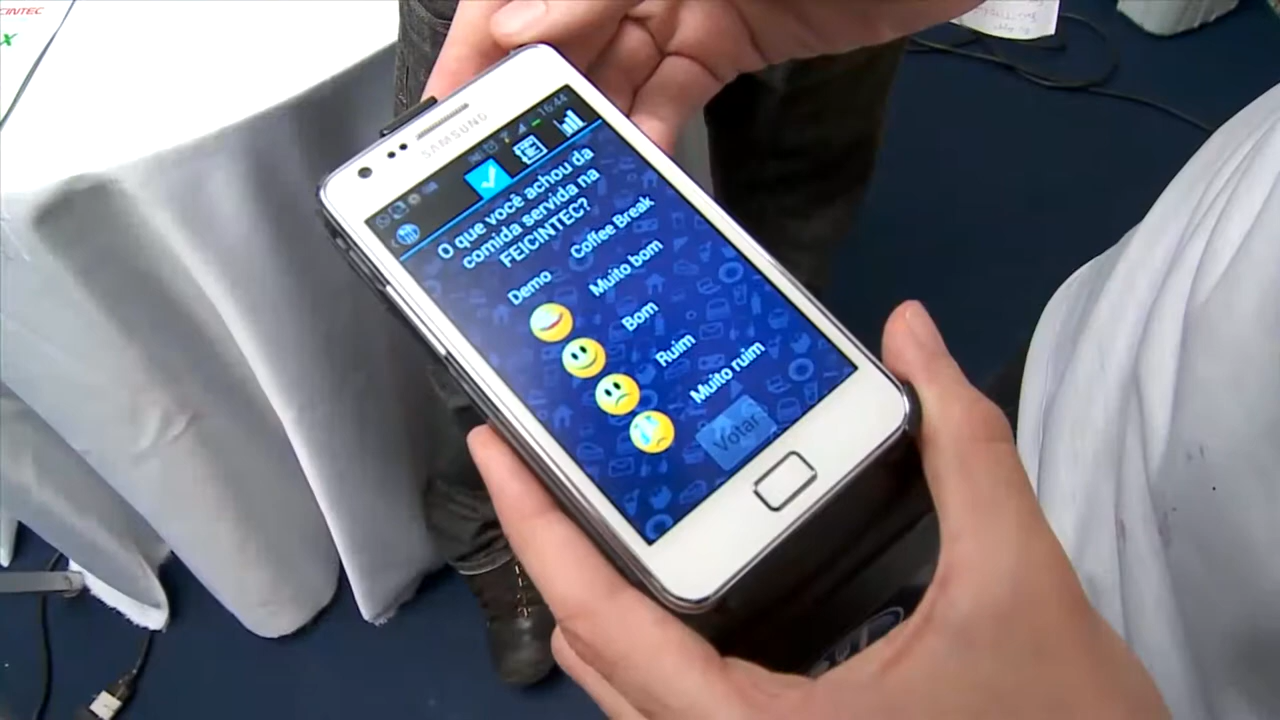 CINTEC
X
SAMSUNG
16:44
O que você achou da
comida servida na
FEICINTEC?
Demo
Coffee Break
Muito bom
Bom
Ruim
Muito ruim
Votar